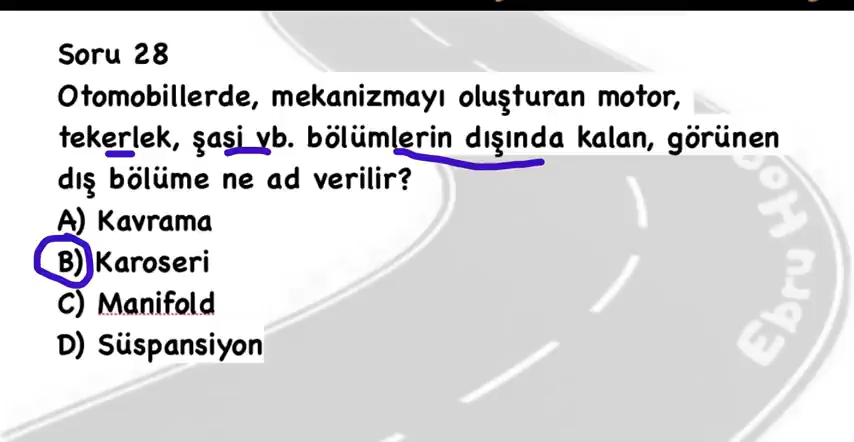 Soru 28
Otomobillerde, mekanizmayı oluşturan motor,
tekerlek, şasi vb. bölümlerin dışında kalan, görünen
dış bölüme ne ad verilir?
A) Kavrama
B) Karoseri
C) Manifold
D) Süspansiyon
Ebru Hoca